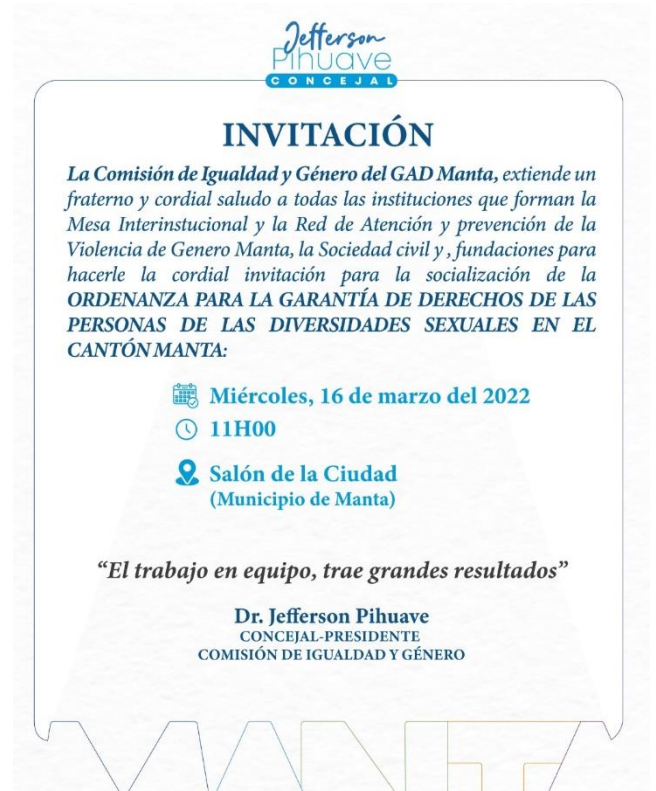 Jefferson
Pihuave
CONCEJAL
INVITACIÓN
La Comisión de Igualdad y Género del GAD Manta, extiende un
fraterno y cordial saludo a todas las instituciones que forman la
Mesa Interinstucional y la Red de Atención y prevención de la
Violencia de Genero Manta, la Sociedad civil y , fundaciones para
hacerle la cordial invitación para la socialización de la
ORDENANZA PARA LA GARANTÍA DE DERECHOS DE LAS
PERSONAS DE LAS DIVERSIDADES SEXUALES EN EL
CANTÓN MANTA:
Miércoles, 16 de marzo del 2022
11H00
Salón de la Ciudad
(Municipio de Manta)
“El trabajo en equipo, trae grandes resultados”
Dr. Jefferson Pihuave
CONCEJAL-PRESIDENTE
COMISIÓN DE IGUALDAD Y GÉNERO
MANTA